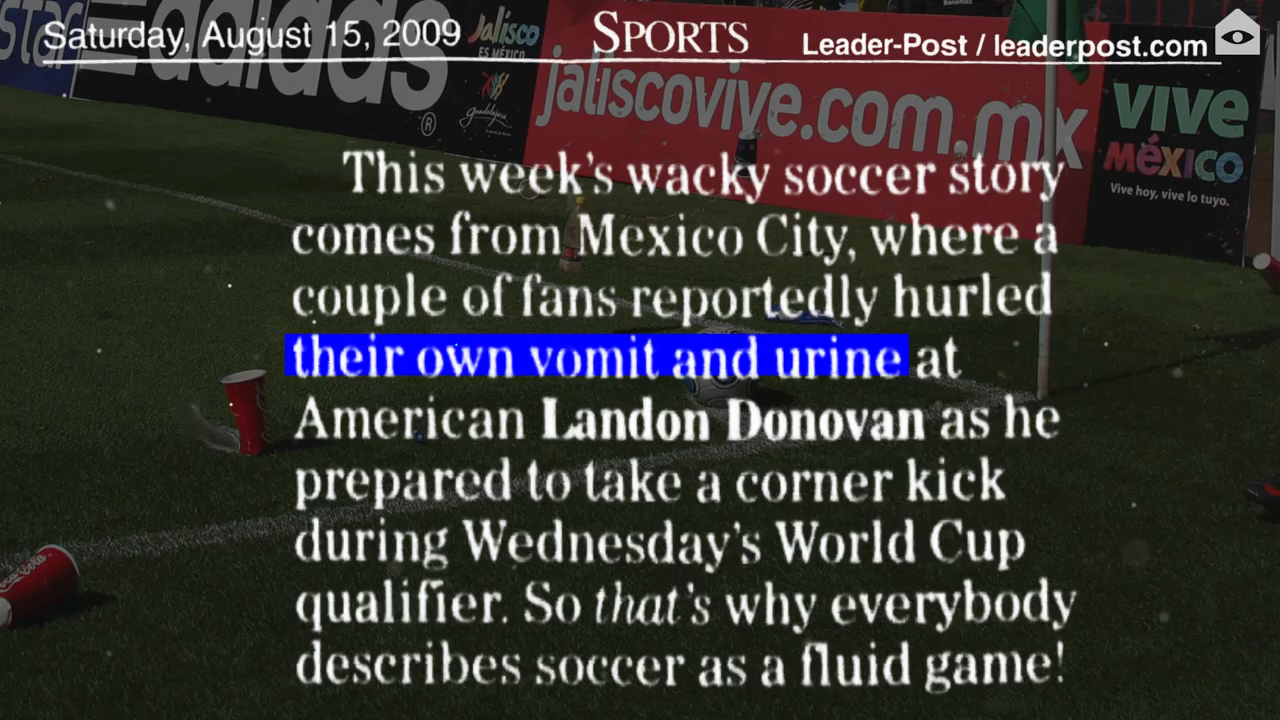 Saturday, August 15, 2009
SPORTS
Leader-Post / leaderpost.com
adidas
®
Jalisco
ES MÉXICO
Guadalajara
jaliscovive.com.mx
VIVE
MÉXICO
Vive hoy, vive lo tuyo.
This week's wacky soccer story
comes from Mexico City, where a
couple of fans reportedly hurled
their own vomit and urine at
American Landon Donovan as he
prepared to take a corner kick
during Wednesday's World Cup
qualifier. So that's why everybody
describes soccer as a fluid game!
Coca-Cola